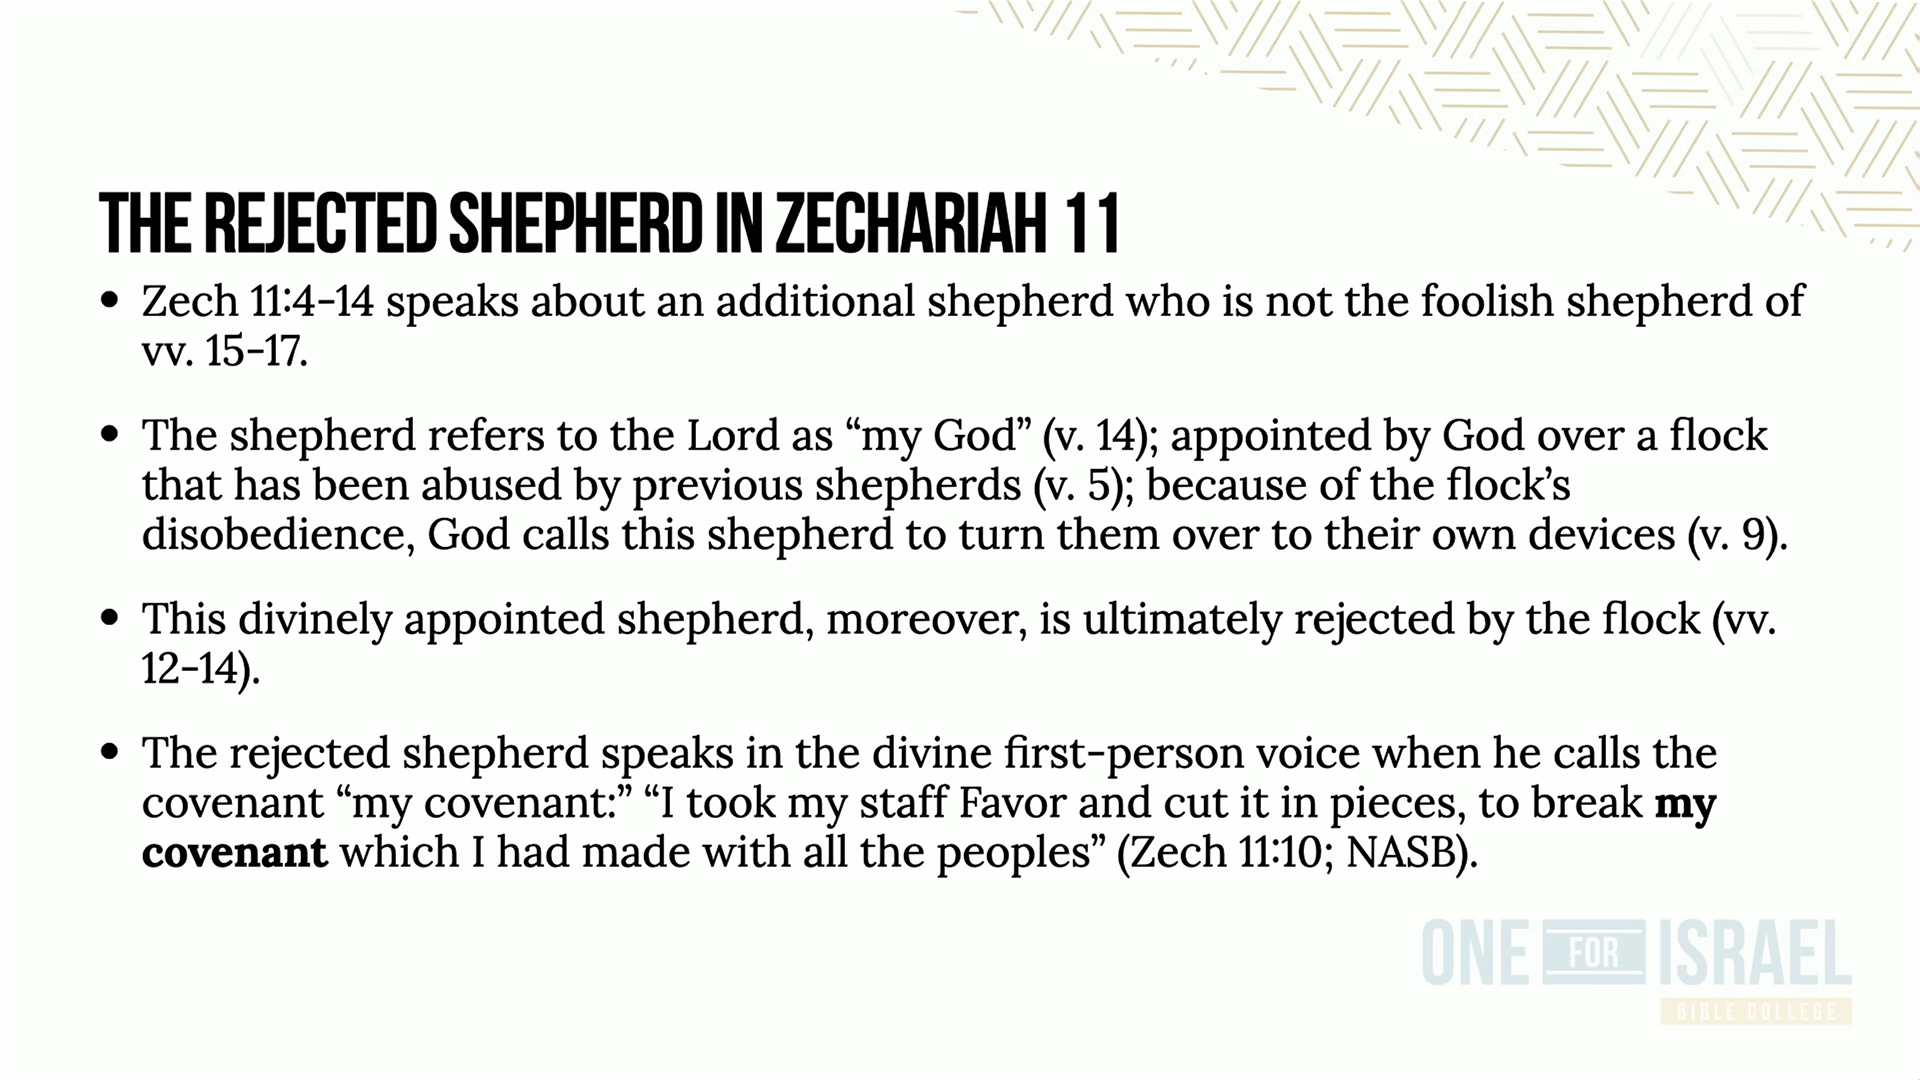 THE REJECTED SHEPHERD IN ZECHARIAH 11
• Zech 11:4-14 speaks about an additional shepherd who is not the foolish shepherd of
vv. 15-17.
• The shepherd refers to the Lord as “my God” (v. 14); appointed by God over a flock
that has been abused by previous shepherds (v. 5); because of the flock’s
disobedience, God calls this shepherd to turn them over to their own devices (v. 9).
• This divinely appointed shepherd, moreover, is ultimately rejected by the flock (vv.
12-14).
• The rejected shepherd speaks in the divine first-person voice when he calls the
covenant “my covenant:” “I took my staff Favor and cut it in pieces, to break my
covenant which I had made with all the peoples” (Zech 11:10; NASB).
ONE FOR ISRAEL
BIBLE COLLEGE